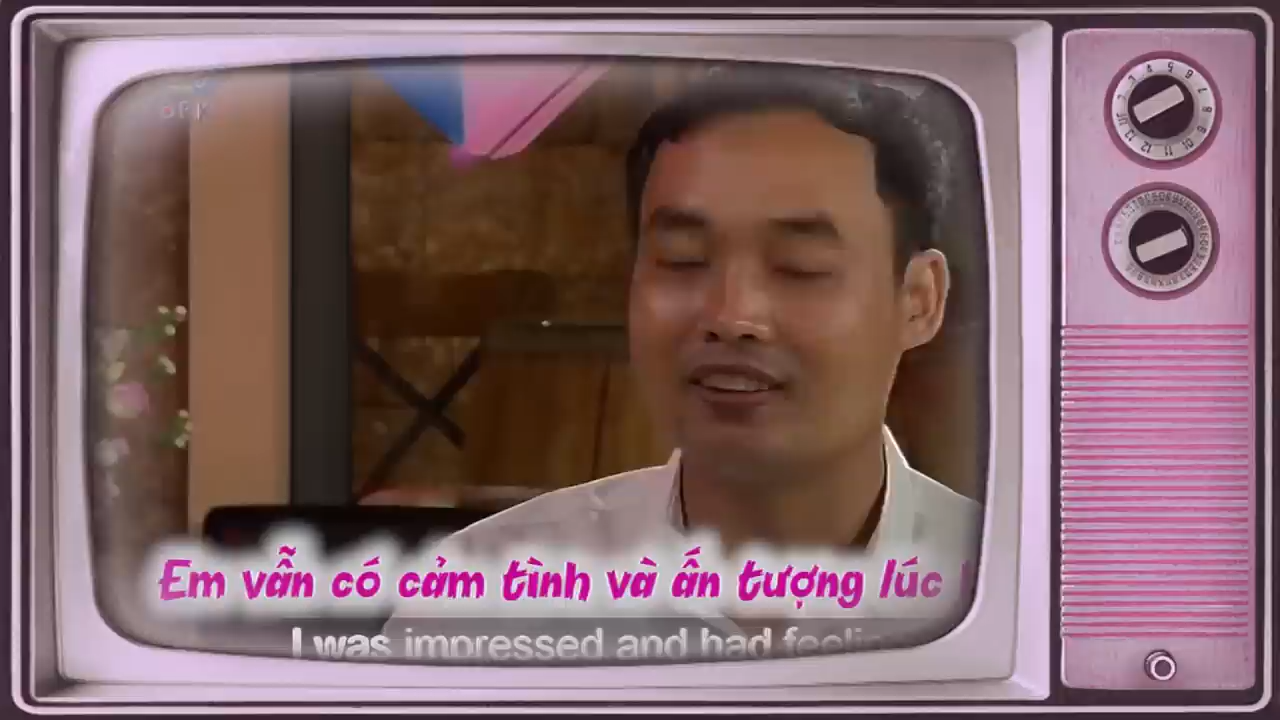 Em vẫn có cảm tình và ấn tượng lúc
I was impressed and had